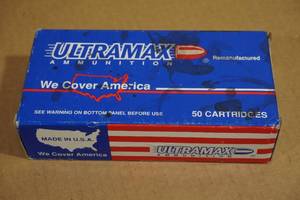 ULTRAMAX
AMMUNITION
Remanufactured
We Cover America
SEE WARNING ON BOTTOM PANEL BEFORE USE
50 CARTRIDGES
MADE IN U.S.A.
We Cover America
ULTRAMAX
AMMUNITION